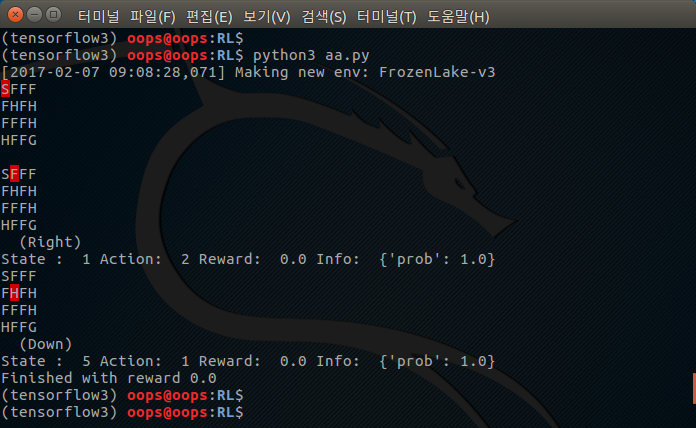 터미널 파일(F) 편집(E) 보기(V) 검색(S) 터미널(T) 도움말(H)
(tensorflow3) oops@oops:RL$
(tensorflow3) oops@oops:RL$ python3 aa.py
[2017-02-07 09:08:28,071] Making new env: FrozenLake-v3
SFFF
FHFH
FFFH
HFFG

SFFF
FHFH
FFFH
HFFG
  (Right)
State :  1 Action:  2 Reward:  0.0 Info:  {'prob': 1.0}
SFFF
FHFH
FFFH
HFFG
  (Down)
State :  5 Action:  1 Reward:  0.0 Info:  {'prob': 1.0}
Finished with reward 0.0
(tensorflow3) oops@oops:RL$
(tensorflow3) oops@oops:RL$